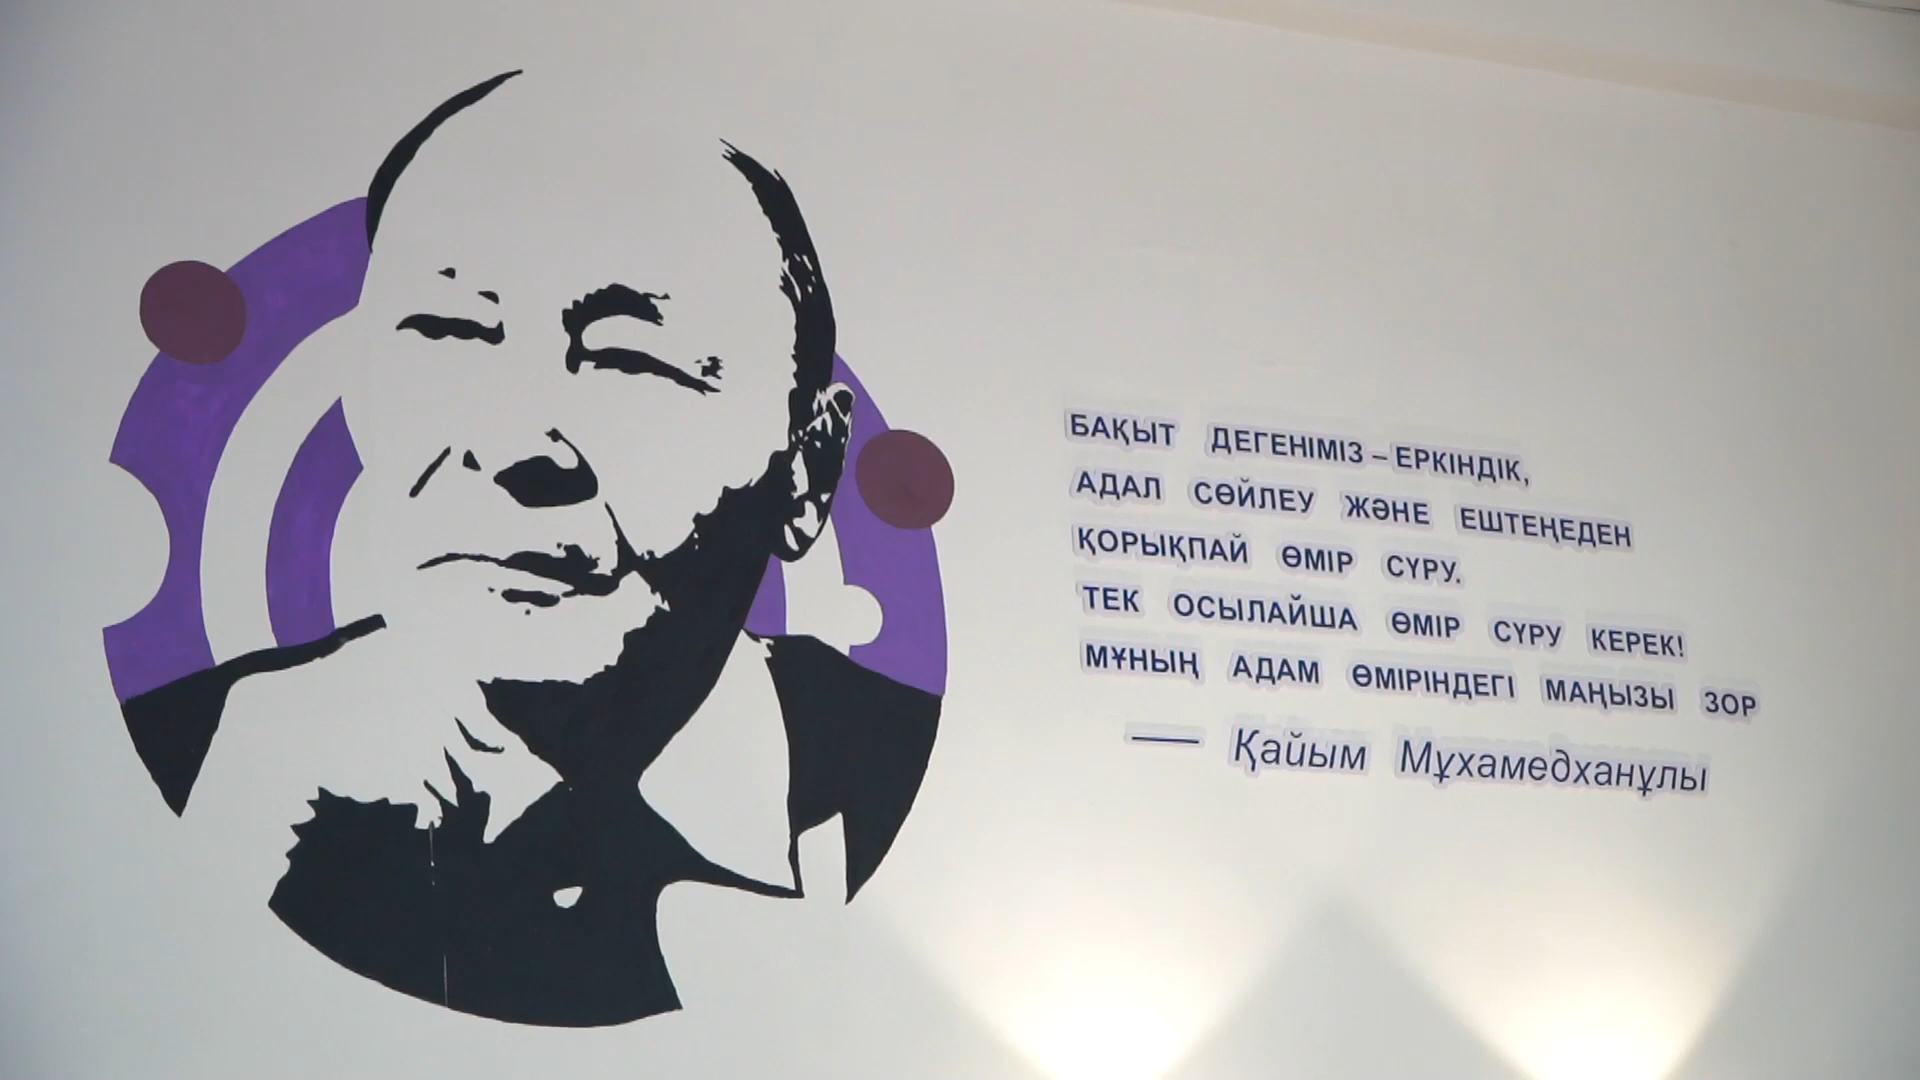 БАҚЫТ ДЕГЕНІМІЗ – ЕРКІНДІК,
АДАЛ СӨЙЛЕУ ЖӘНЕ ЕШТЕҢЕДЕН
ҚОРЫҚПАЙ ӨМІР СҮРУ.
ТЕК ОСЫЛАЙША ӨМІР СҮРУ КЕРЕК!
МҰНЫҢ АДАМ ӨМІРІНДЕГІ МАҢЫЗЫ ЗОР
— Қайым Мұхамедханұлы